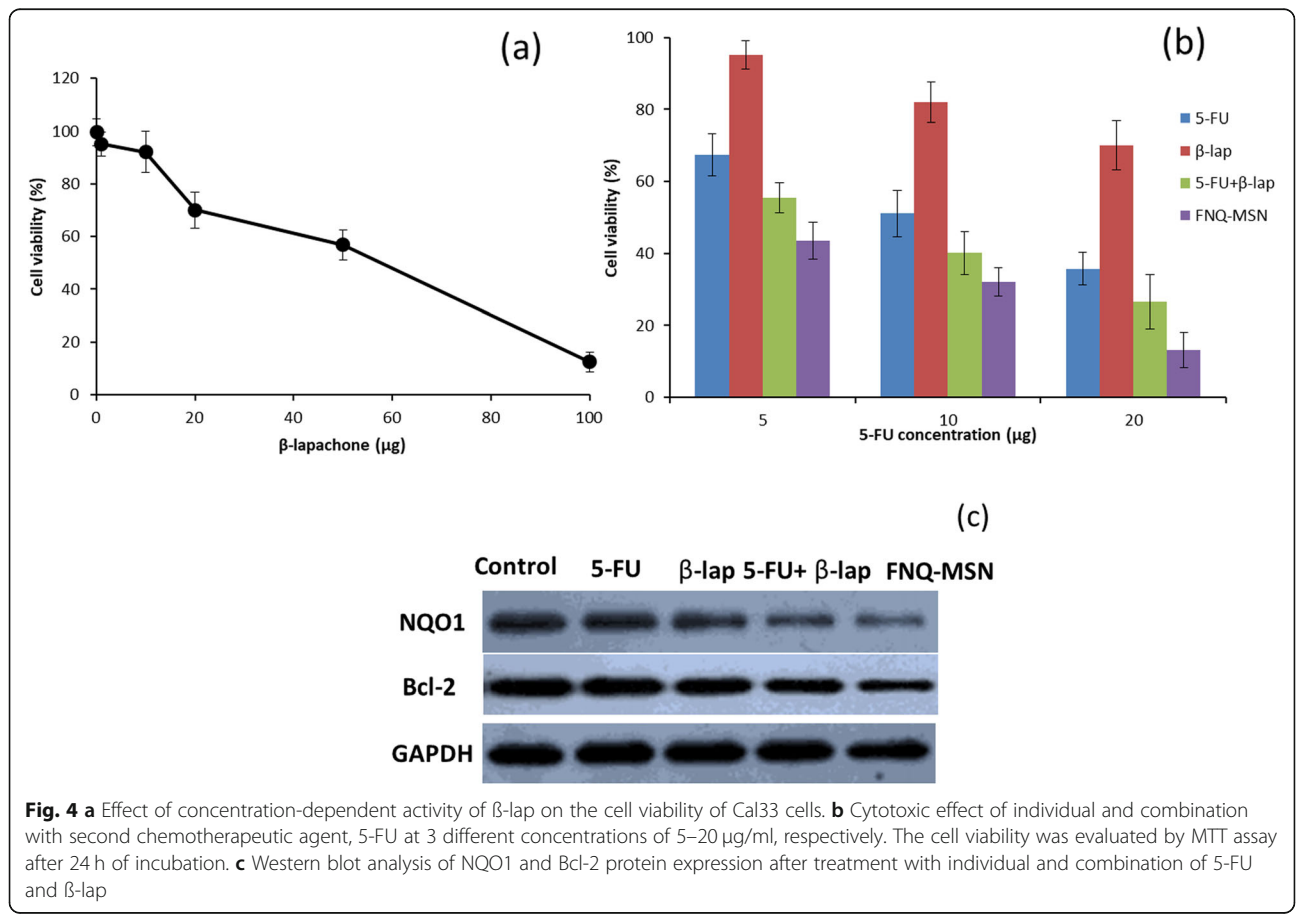 (a)
120
100
80
60
40
20
0
Cell viability (%)
0 20 40 60 80 100
β-lapachone (µg)
(b)
100
80
60
40
20
0
Cell viability (%)
5 10 20
5-FU concentration (µg)
5-FU
β-lap
5-FU+β-lap
FNQ-MSN
(c)
Control 5-FU β-lap 5-FU+ β-lap FNQ-MSN
NQO1
Bcl-2
GAPDH
Fig. 4 a Effect of concentration-dependent activity of ß-lap on the cell viability of Cal33 cells. b Cytotoxic effect of individual and combination
with second chemotherapeutic agent, 5-FU at 3 different concentrations of 5–20 µg/ml, respectively. The cell viability was evaluated by MTT assay
after 24 h of incubation. c Western blot analysis of NQO1 and Bcl-2 protein expression after treatment with individual and combination of 5-FU
and ß-lap